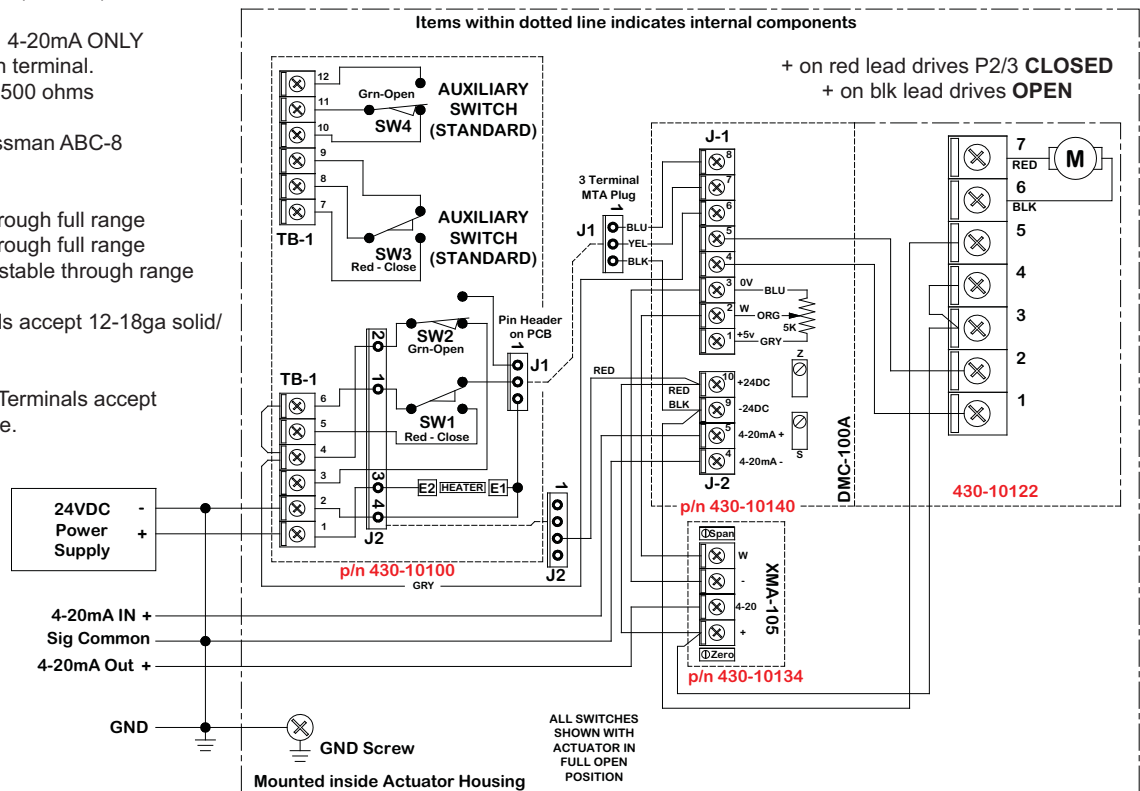 Items within dotted line indicates internal components
4-20mA ONLY
n terminal.
500 ohms
ssman ABC-8
rough full range
rough full range
stable through range
ls accept 12-18ga solid/
Terminals accept
e.
+ on red lead drives P2/3 CLOSED
+ on blk lead drives OPEN
12
11
10
9
8
7
TB-1
Grn-Open
SW4
AUXILIARY
SWITCH
(STANDARD)
SW3
Red - Close
AUXILIARY
SWITCH
(STANDARD)
3 Terminal
MTA Plug
1
J1
BLU
YEL
BLK
J-1
8
7
6
5
4
3 0V
2 W
1 +5v
BLU
ORG
5K
GRY
Z
S
10 +24DC
9 -24DC
5 4-20mA +
4 4-20mA -
J-2
RED
RED
BLK
DMC-100A
p/n 430-10140
7
RED
M
6
BLK
5
4
3
2
1
430-10122
TB-1
6
5
4
3
2
1
2
1
3
4
J2
SW2
Grn-Open
SW1
Red - Close
Pin Header
on PCB
1
J1
E2 HEATER E1
1
J2
p/n 430-10100
GRY
Span
W
-
4-20
+
Zero
XMA-105
p/n 430-10134
24VDC
Power
Supply
-
+
4-20mA IN +
Sig Common
4-20mA Out +
GND
GND Screw
Mounted inside Actuator Housing
ALL SWITCHES
SHOWN WITH
ACTUATOR IN
FULL OPEN
POSITION